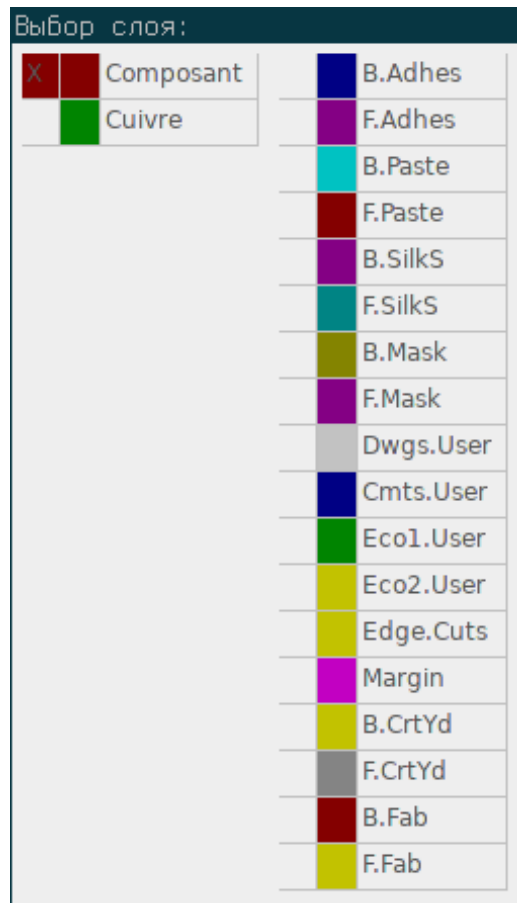 Выбор слоя:
X Composant
Cuivre
B.Adhes
F.Adhes
B.Paste
F.Paste
B.SilkS
F.SilkS
B.Mask
F.Mask
Dwgs.User
Cmts.User
Eco1.User
Eco2.User
Edge.Cuts
Margin
B.CrtYd
F.CrtYd
B.Fab
F.Fab